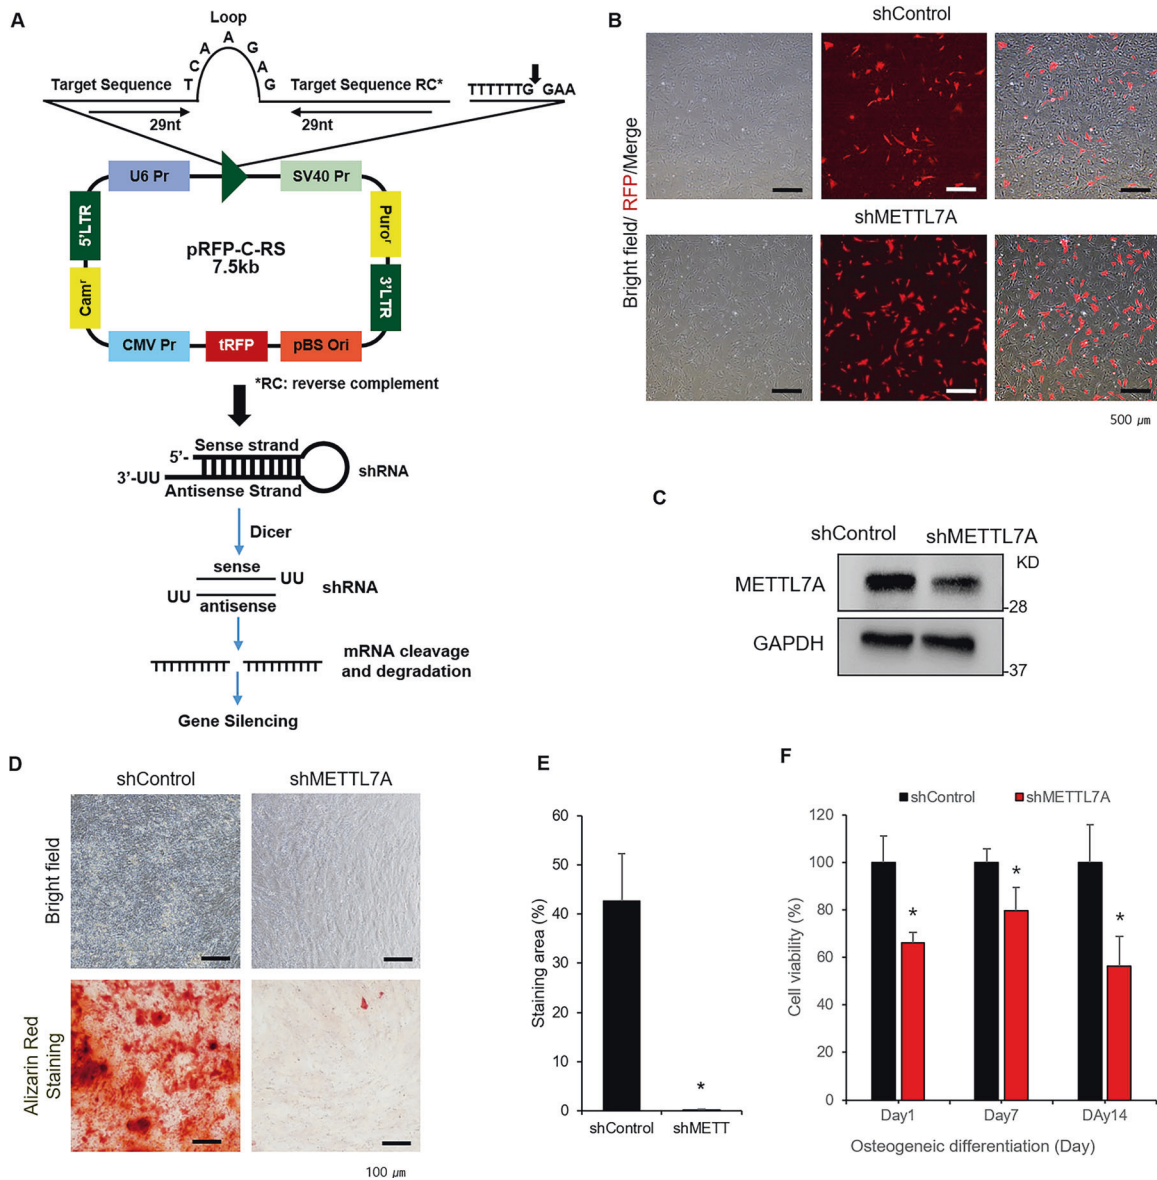 A
Loop
T C A A G A G
Target Sequence
Target Sequence RC*
TTTTTTG GAA
29nt
29nt
U6 Pr
SV40 Pr
5'LTR
Puroʳ
pRFP-C-RS
7.5kb
Camʳ
3'LTR
CMV Pr
tRFP
pBS Ori
*RC: reverse complement
Sense strand
5'-
3'-UU
shRNA
Antisense Strand
Dicer
sense
UU
UU
shRNA
antisense
mRNA cleavage
and degradation
Gene Silencing
B
shControl
shMETTL7A
Bright field/ RFP/Merge
500 ㎛
C
shControl
shMETTL7A
KD
METTL7A
-28
GAPDH
-37
D
shControl
shMETTL7A
Bright field
Alizarin Red
Staining
100 ㎛
E
Staining area (%)
60
50
40
30
20
10
0
*
shControl
shMETT
F
shControl
shMETTL7A
Cell viability (%)
120
100
80
60
40
20
0
*
*
*
Day1
Day7
DAy14
Osteogeneic differentiation (Day)